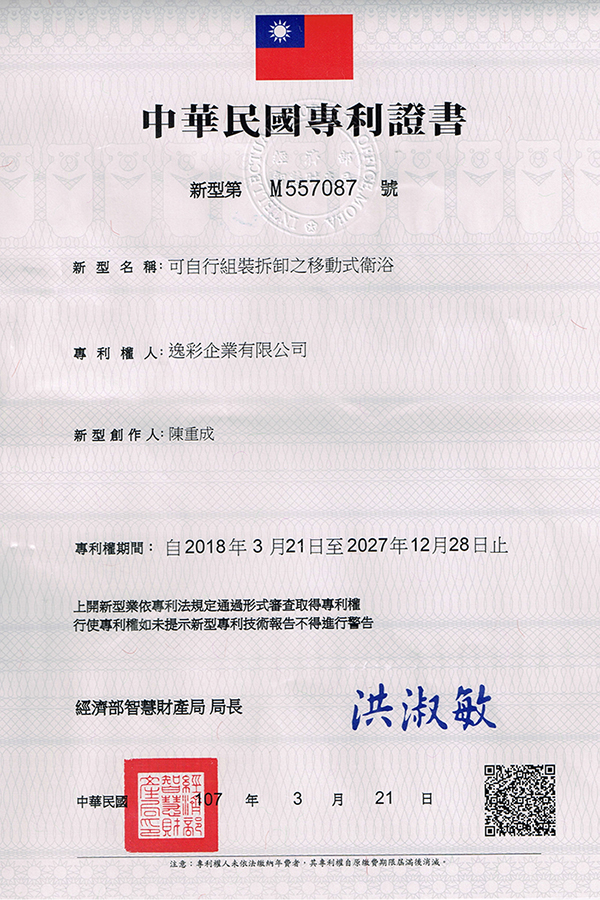 中華民國專利證書
新型第 M557087 號
新型名稱：可自行組裝拆卸之移動式衛浴
專利權人：逸彩企業有限公司
新型創作人：陳重成
專利權期間：自2018年3月21日至2027年12月28日止
上開新型業依專利法規定通過形式審查取得專利權
行使專利權如未提示新型專利技術報告不得進行警告
經濟部智慧財產局 局長 洪淑敏
中華民國 107 年 3 月 21 日
經濟部
智慧財
產局印
注意：專利權人未依法繳納年費者，其專利權自原繳費期限屆滿後消滅。